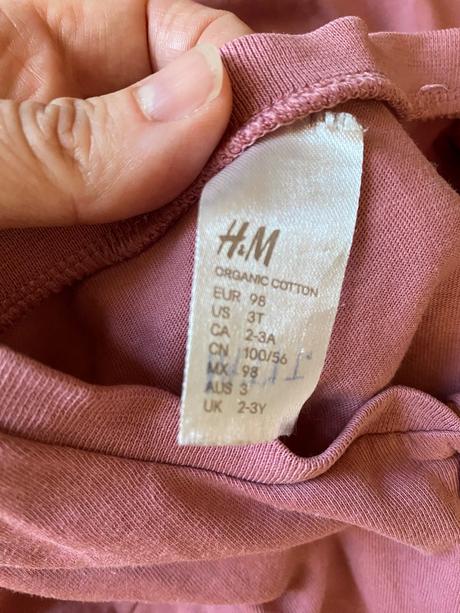 H&M
ORGANIC COTTON
EUR 98
US 3T
CA 2-3A
CN 100/56
MX 98
AUS 3
UK 2-3Y